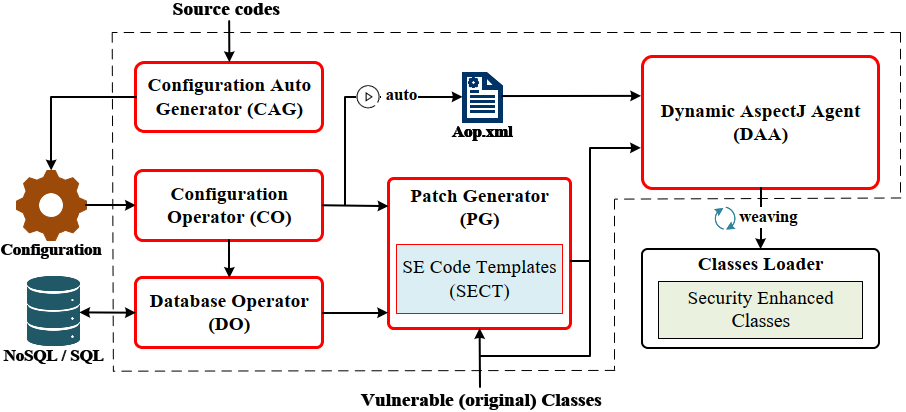 Source codes
Configuration Auto
Generator (CAG)
auto
Aop.xml
Dynamic AspectJ Agent
(DAA)
Configuration
Operator (CO)
Patch Generator
(PG)
SE Code Templates
(SECT)
weaving
Configuration
Classes Loader
Security Enhanced
Classes
Database Operator
(DO)
NoSQL / SQL
Vulnerable (original) Classes